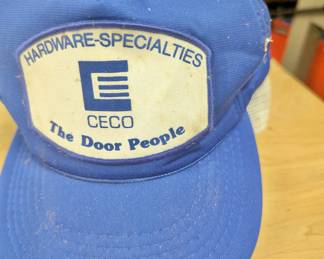 HARDWARE-SPECIALTIES
CECO
The Door People